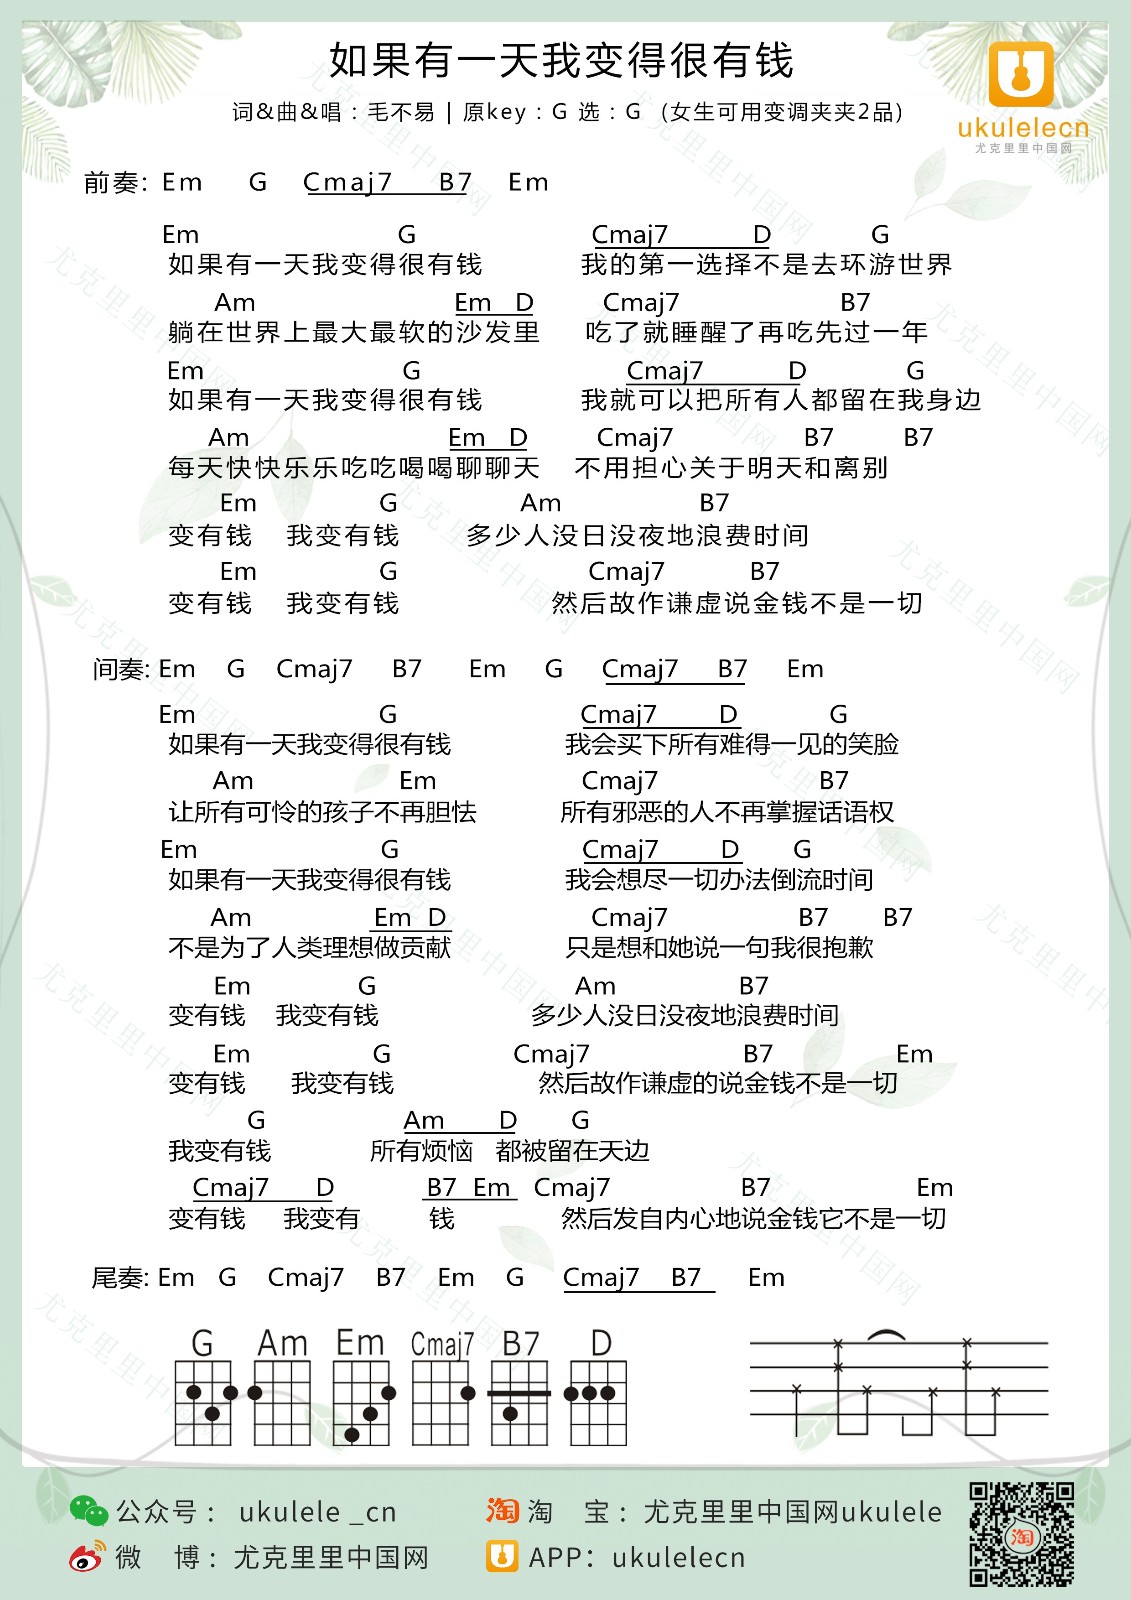 如果有一天我变得很有钱
词&曲&唱：毛不易 | 原key：G 选：G （女生可用变调夹夹2品）
ukulelecn
尤克里里中国网
前奏: Em G Cmaj7 B7 Em
Em G Cmaj7 D G
如果有一天我变得很有钱 我的第一选择不是去环游世界
Am Em D Cmaj7 B7
躺在世界上最大最软的沙发里 吃了就睡醒了再吃先过一年
Em G Cmaj7 D G
如果有一天我变得很有钱 我就可以把所有人都留在我身边
Am Em D Cmaj7 B7 B7
每天快快乐乐吃吃喝喝聊聊天 不用担心关于明天和离别
Em G Am B7
变有钱 我变有钱 多少人没日没夜地浪费时间
Em G Cmaj7 B7
变有钱 我变有钱 然后故作谦虚说金钱不是一切
间奏: Em G Cmaj7 B7 Em G Cmaj7 B7 Em
Em G Cmaj7 D G
如果有一天我变得很有钱 我会买下所有难得一见的笑脸
Am Em Cmaj7 B7
让所有可怜的孩子不再胆怯 所有邪恶的人不再掌握话语权
Em G Cmaj7 D G
如果有一天我变得很有钱 我会想尽一切办法倒流时间
Am Em D Cmaj7 B7 B7
不是为了人类理想做贡献 只是想和她说一句我很抱歉
Em G Am B7
变有钱 我变有钱 多少人没日没夜地浪费时间
Em G Cmaj7 B7 Em
变有钱 我变有钱 然后故作谦虚的说金钱不是一切
G Am D G
我变有钱 所有烦恼 都被留在天边
Cmaj7 D B7 Em Cmaj7 B7 Em
变有钱 我变有 钱 然后发自内心地说金钱它不是一切
尾奏: Em G Cmaj7 B7 Em G Cmaj7 B7 Em
G Am Em Cmaj7 B7 D
公众号： ukulele _cn 淘 淘 宝：尤克里里中国网ukulele
微 博：尤克里里中国网 APP：ukulelecn
淘